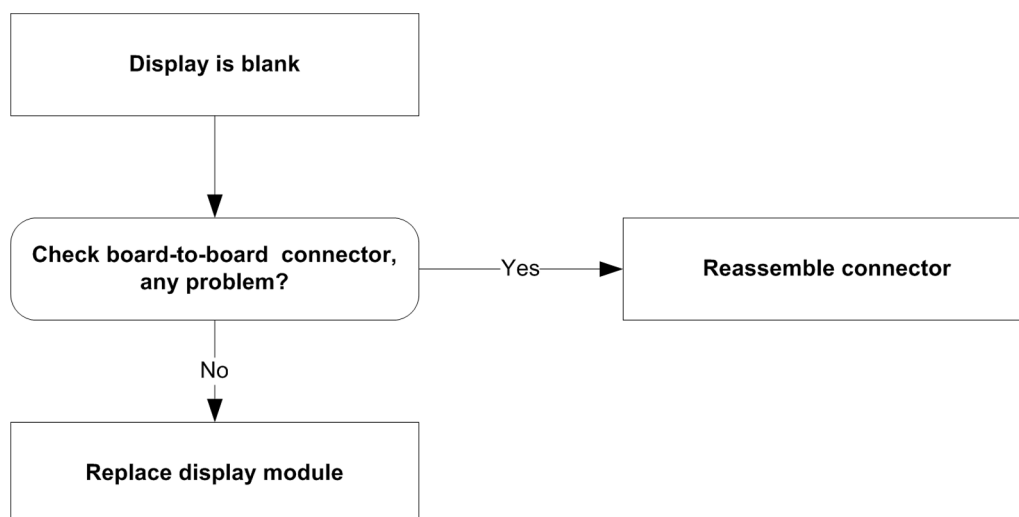 Display is blank
Check board-to-board  connector,
any problem?
Yes
Reassemble connector
No
Replace display module